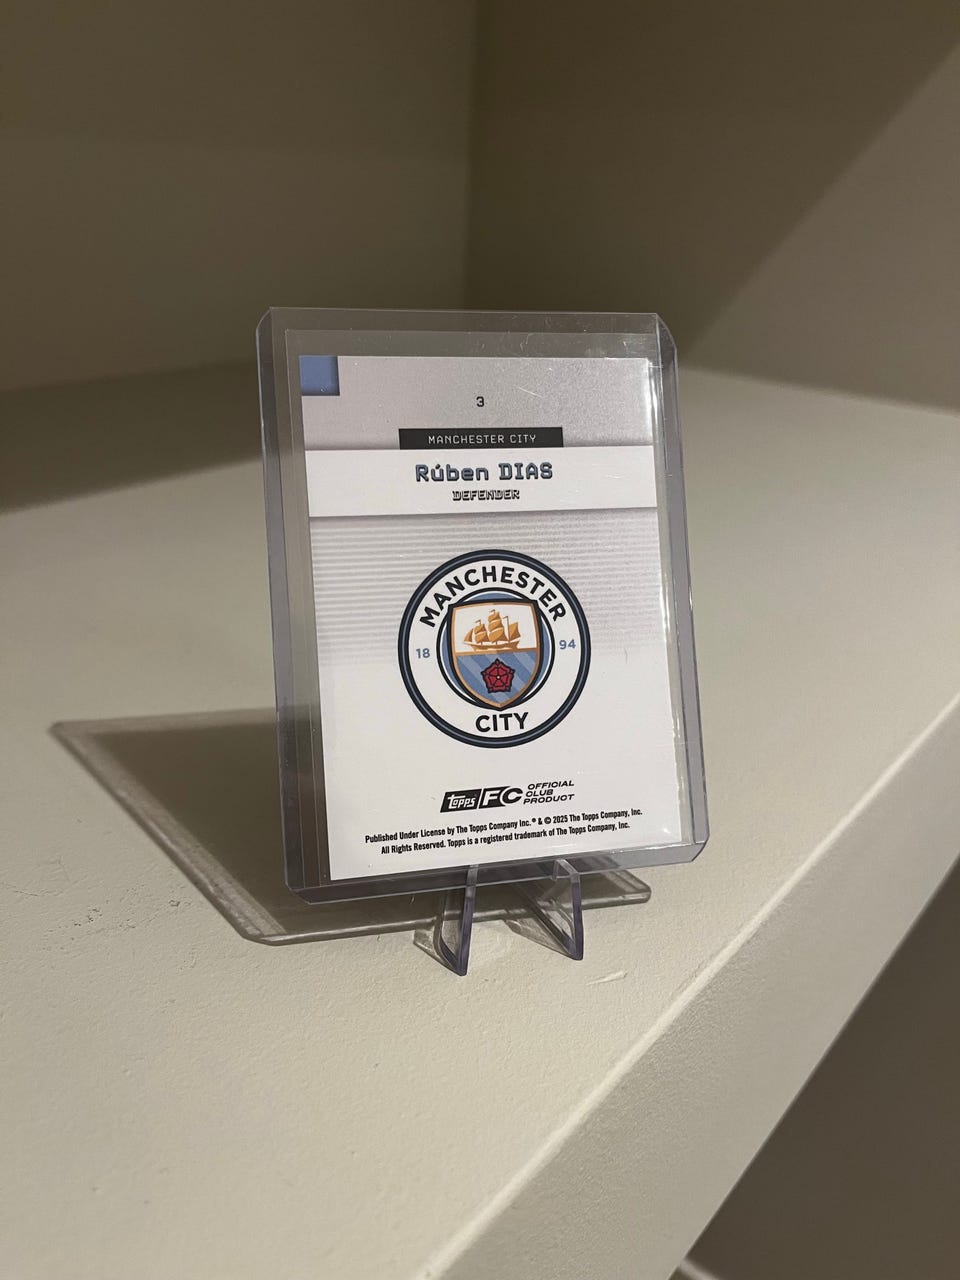 3
MANCHESTER CITY
Rúben DIAS
DEFENDER
MANCHESTER
18 94
CITY
topps FC OFFICIAL
CLUB
PRODUCT
Published Under License by The Topps Company Inc.® & © 2025 The Topps Company, Inc.
All Rights Reserved. Topps is a registered trademark of The Topps Company, Inc.